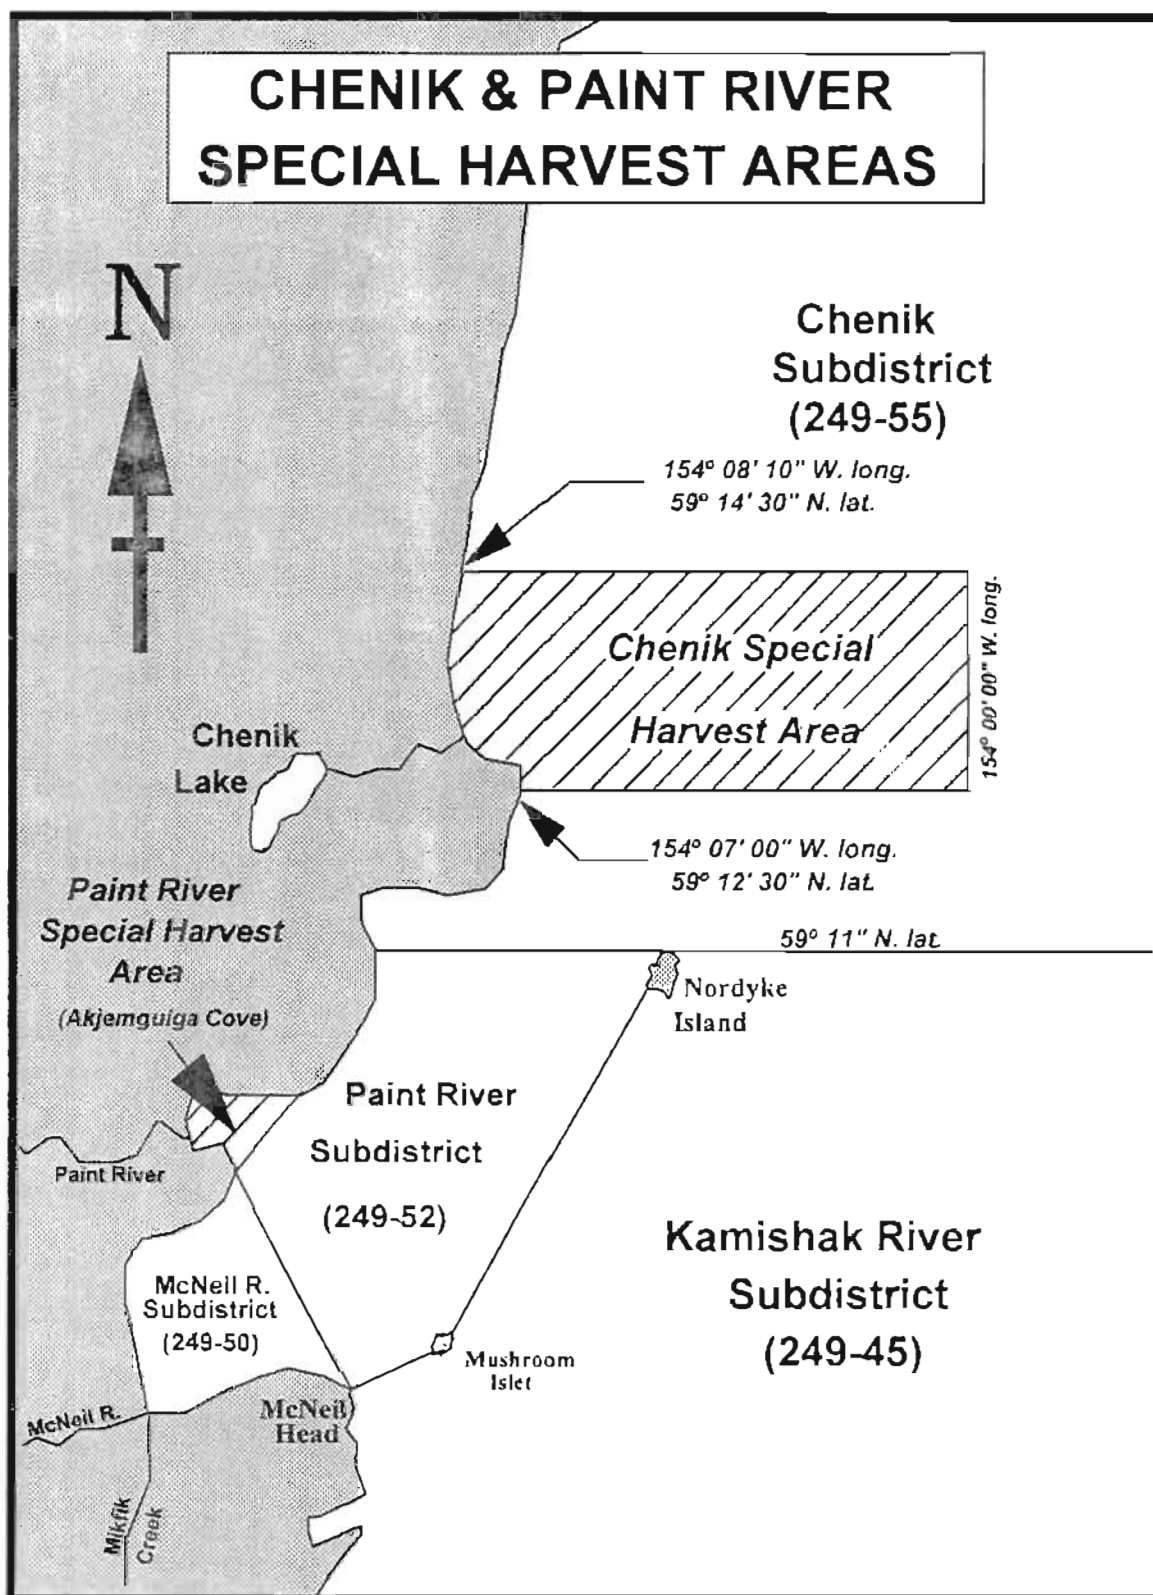 CHENIK & PAINT RIVER
SPECIAL HARVEST AREAS
N
Chenik
Subdistrict
(249-55)
154° 08' 10" W. long.
59° 14' 30" N. lat.
Chenik Special
Harvest Area
154° 00' 00" W. long.
Chenik
Lake
154° 07' 00" W. long.
59° 12' 30" N. lat.
Paint River
Special Harvest
Area
(Akjemguiga Cove)
59° 11" N. lat.
Nordyke
Island
Paint River
Subdistrict
(249-52)
Paint River
Kamishak River
Subdistrict
(249-45)
McNeil R.
Subdistrict
(249-50)
Mushroom
Islet
McNeil R.
McNeil
Head
Mikfik
Creek